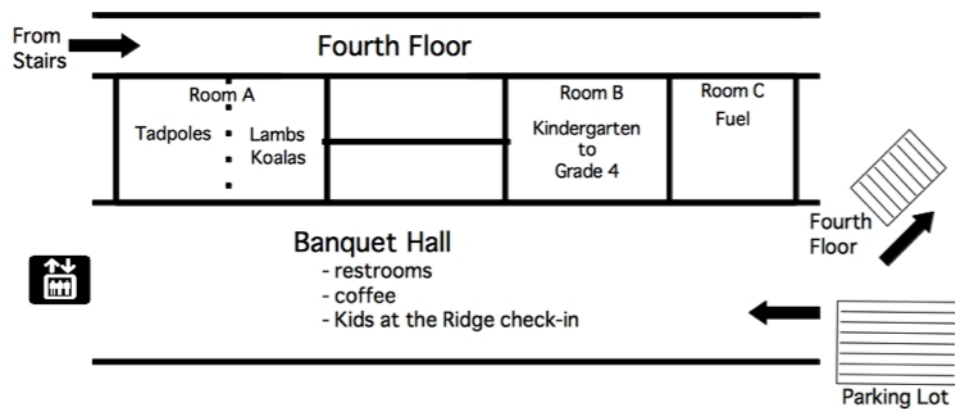 From
Stairs
Fourth Floor
Room A
Tadpoles
Lambs
Koalas
Room B
Kindergarten
to
Grade 4
Room C
Fuel
Fourth
Floor
Banquet Hall
- restrooms
- coffee
- Kids at the Ridge check-in
Parking Lot